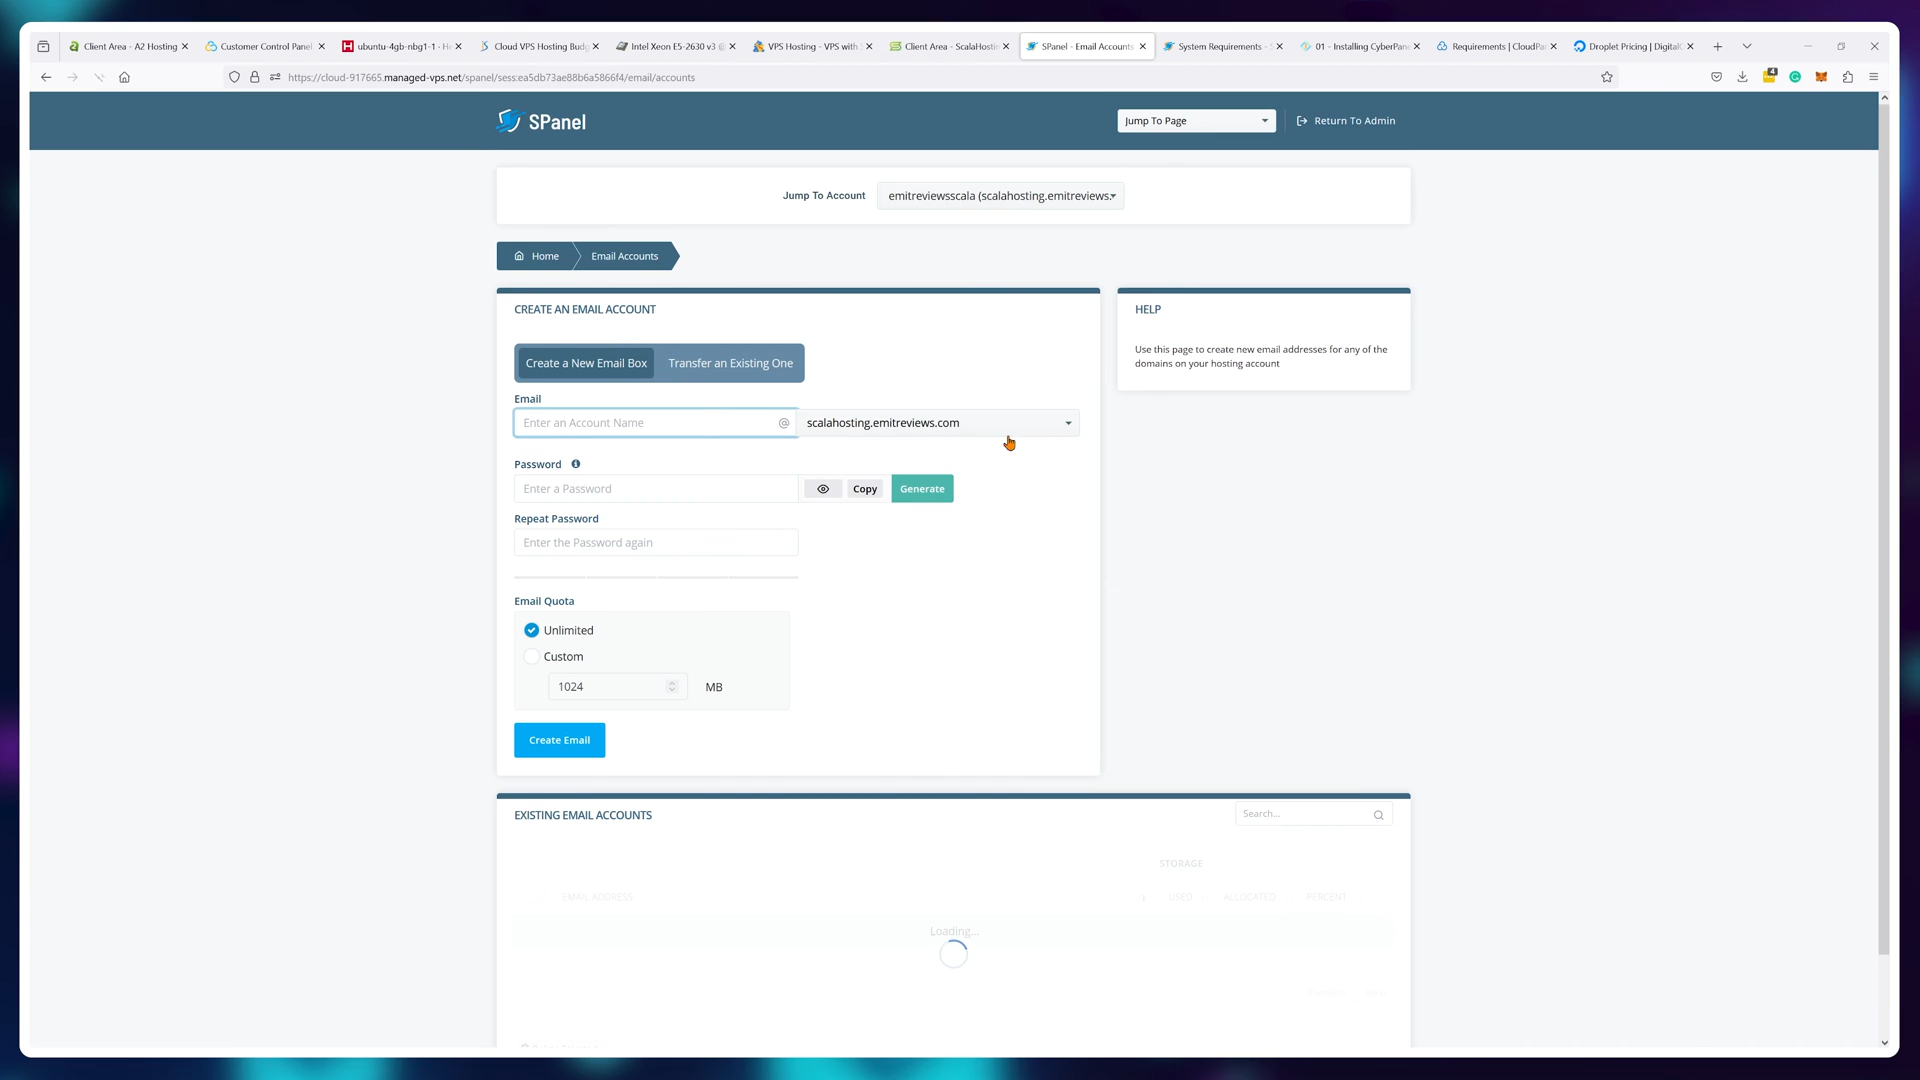 Client Area - A2 Hosting
Customer Control Panel
ubuntu-4gb-nbg1-1 · He
Cloud VPS Hosting Budg
Intel Xeon E5-2630 v3 @
VPS Hosting - VPS with
Client Area - ScalaHostin
SPanel - Email Accounts
System Requirements - S
01 - Installing CyberPan
Requirements | CloudPan
Droplet Pricing | DigitalO
https://cloud-917665.managed-vps.net/spanel/sess:ea5db73ae88b6a5866f4/email/accounts
4
SPanel
Jump To Page
Return To Admin
Jump To Account
emitreviewsscala (scalahosting.emitreviews.
Home
Email Accounts
CREATE AN EMAIL ACCOUNT
HELP
Use this page to create new email addresses for any of the
domains on your hosting account
Create a New Email Box
Transfer an Existing One
Email
Enter an Account Name
@
scalahosting.emitreviews.com
Password
Enter a Password
Copy
Generate
Repeat Password
Enter the Password again
Email Quota
Unlimited
Custom
1024
MB
Create Email
EXISTING EMAIL ACCOUNTS
Search...
STORAGE
EMAIL ADDRESS
USED
ALLOCATED
PERCENT
Loading...